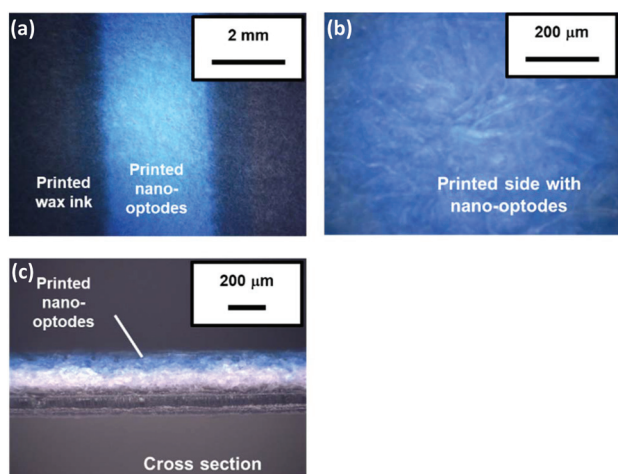 (a)
2 mm
Printed
wax ink
Printed
nano-
optodes
(b)
200 μm
Printed side with
nano-optodes
(c)
Printed
nano-
optodes
200 μm
Cross section